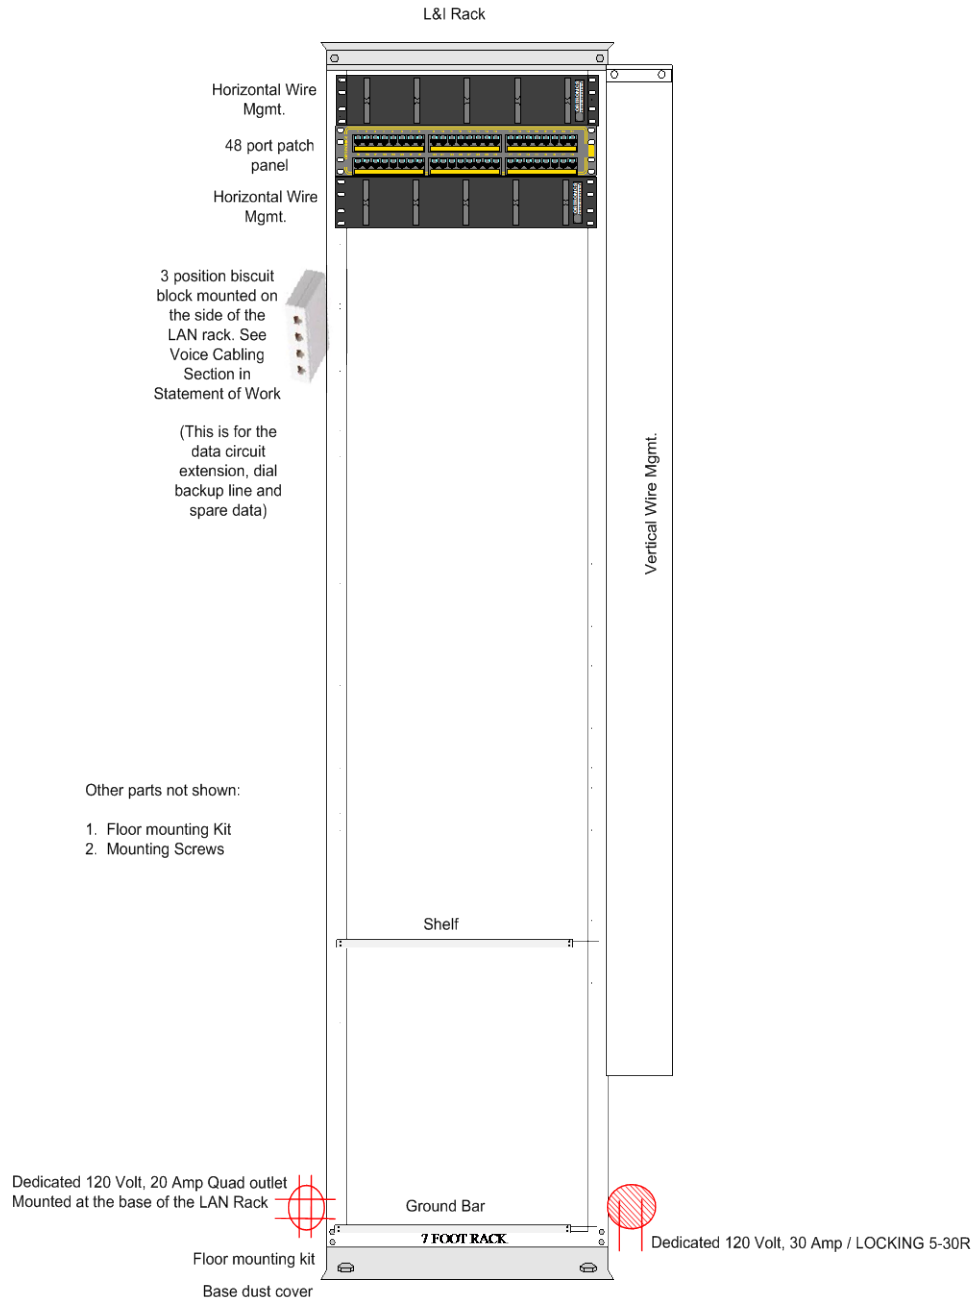 L&I Rack
Horizontal Wire
Mgmt.
48 port patch
panel
Horizontal Wire
Mgmt.
3 position biscuit
block mounted on
the side of the
LAN rack. See
Voice Cabling
Section in
Statement of Work
(This is for the
data circuit
extension, dial
backup line and
spare data)
Vertical Wire Mgmt.
Other parts not shown:
1. Floor mounting Kit
2. Mounting Screws
Shelf
Dedicated 120 Volt, 20 Amp Quad outlet
Mounted at the base of the LAN Rack
Ground Bar
7 FOOT RACK
Dedicated 120 Volt, 30 Amp / LOCKING 5-30R
Floor mounting kit
Base dust cover